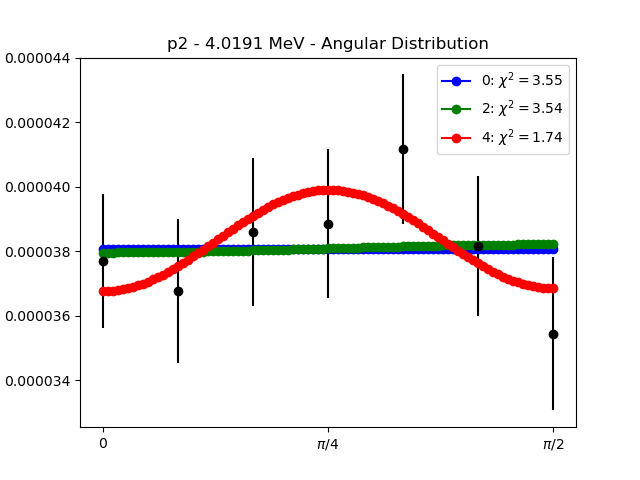 p2 - 4.0191 MeV - Angular Distribution
0.000044
0.000042
0.000040
0.000038
0.000036
0.000034
0: χ² = 3.55
2: χ² = 3.54
4: χ² = 1.74
0
π/4
π/2